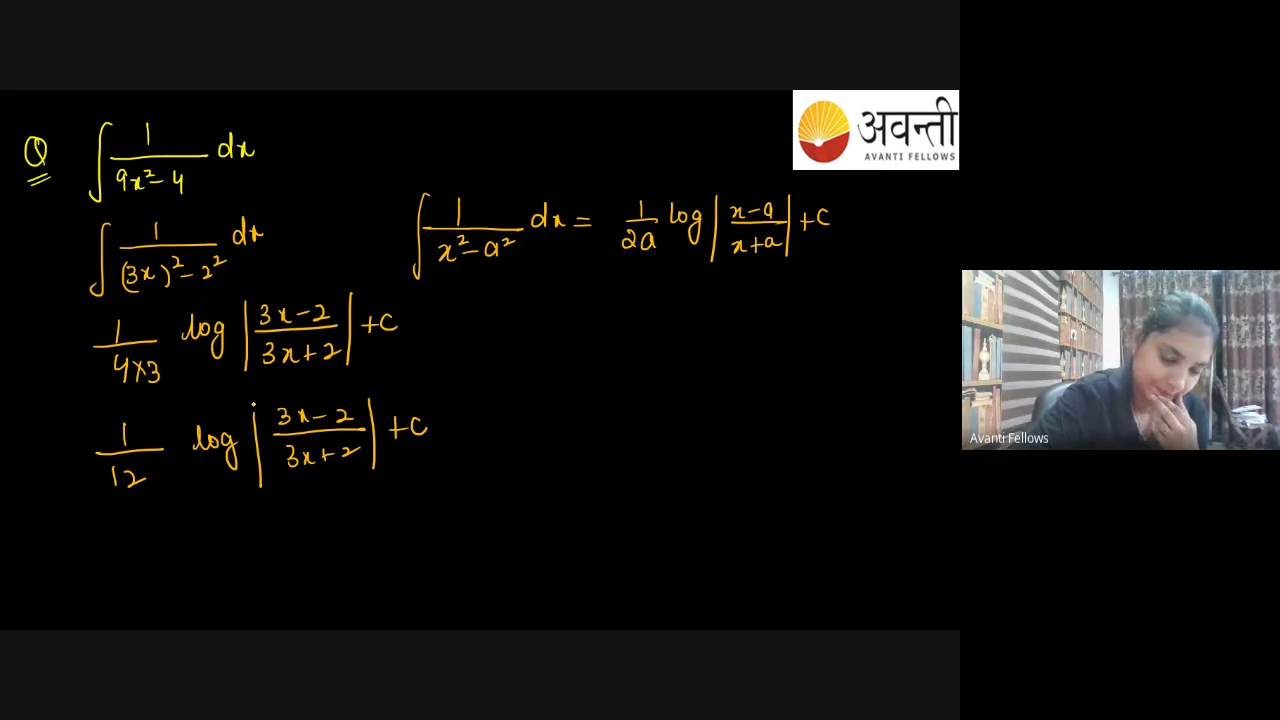 Q ∫ 1/(9x² - 4) dx
∫ 1/((3x)² - 2²) dx
∫ 1/(x² - a²) dx = 1/2a log |(x-a)/(x+a)| + C
1/(4×3) log |(3x-2)/(3x+2)| + C
1/12 log |(3x-2)/(3x+2)| + C
अवन्ती
AVANTI FELLOWS
Avanti Fellows